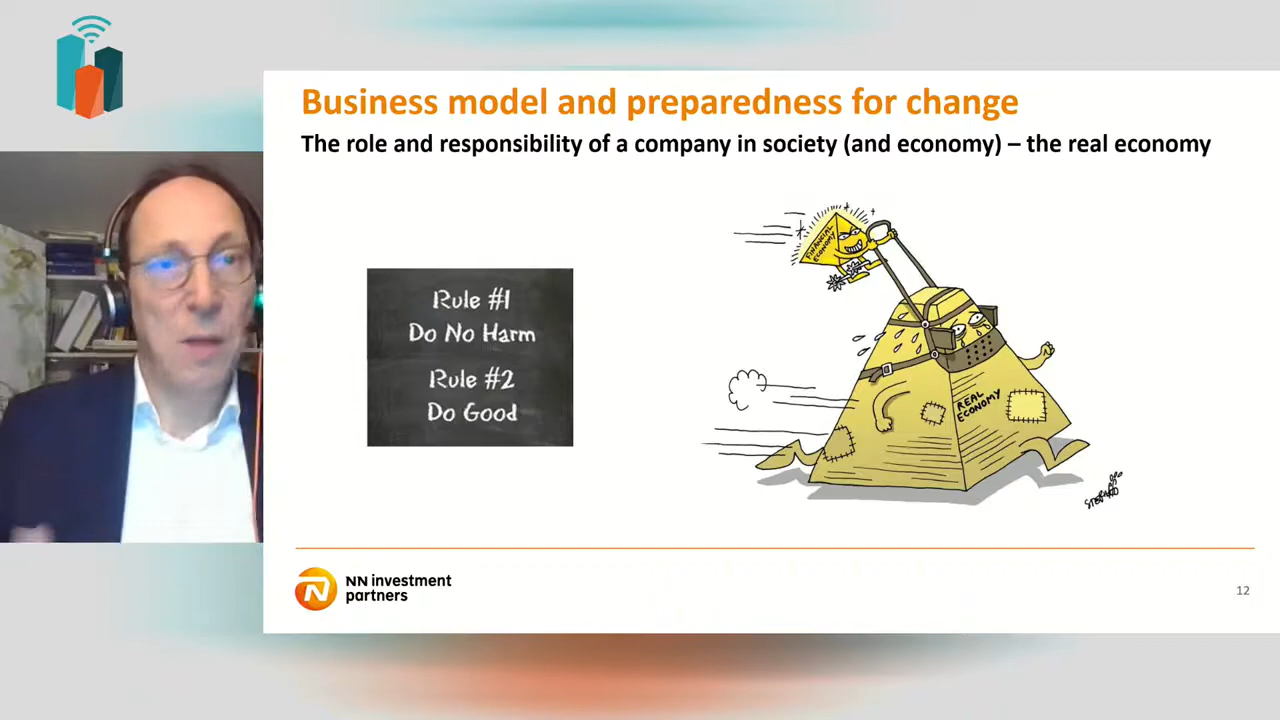 Business model and preparedness for change
The role and responsibility of a company in society (and economy) – the real economy
Rule #1
Do No Harm
Rule #2
Do Good
FINANCIAL
ECONOMY
REAL
ECONOMY
NN investment
partners
12